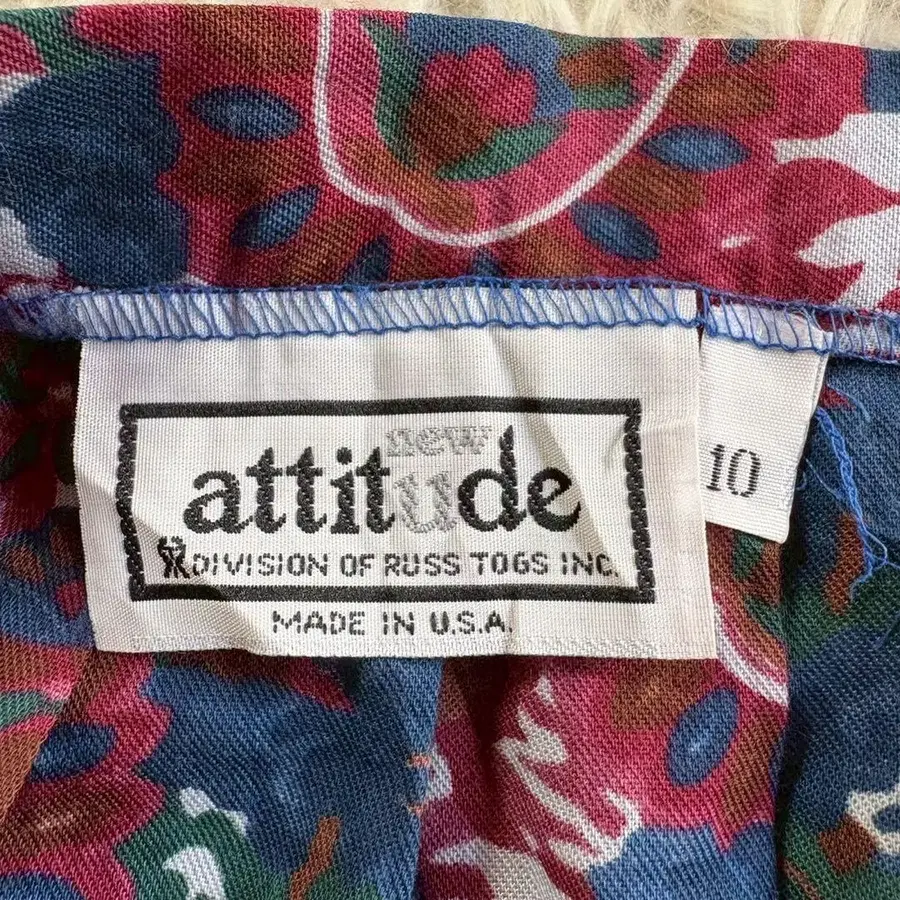 new
attitude
DIVISION OF RUSS TOGS INC.
MADE IN U.S.A.
10